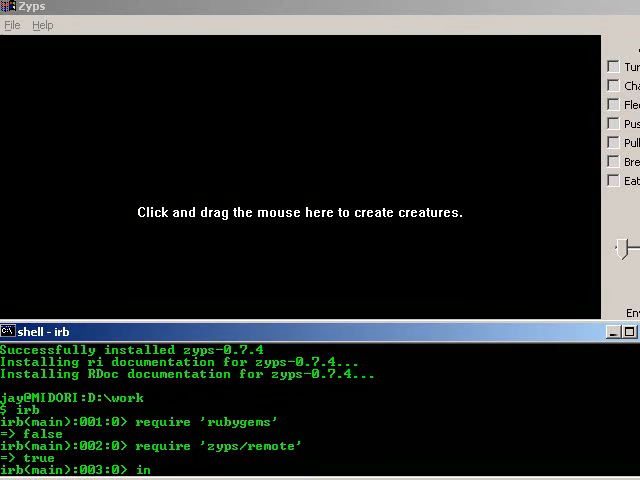 Zyps
File Help
Tur
Cha
Fle
Pus
Pull
Bre
Eat
Click and drag the mouse here to create creatures.
Env
shell - irb
Successfully installed zyps-0.7.4
Installing ri documentation for zyps-0.7.4...
Installing RDoc documentation for zyps-0.7.4...
jay@MIDORI:D:\work
$ irb
irb(main):001:0> require 'rubygems'
=> false
irb(main):002:0> require 'zyps/remote'
=> true
irb(main):003:0> in